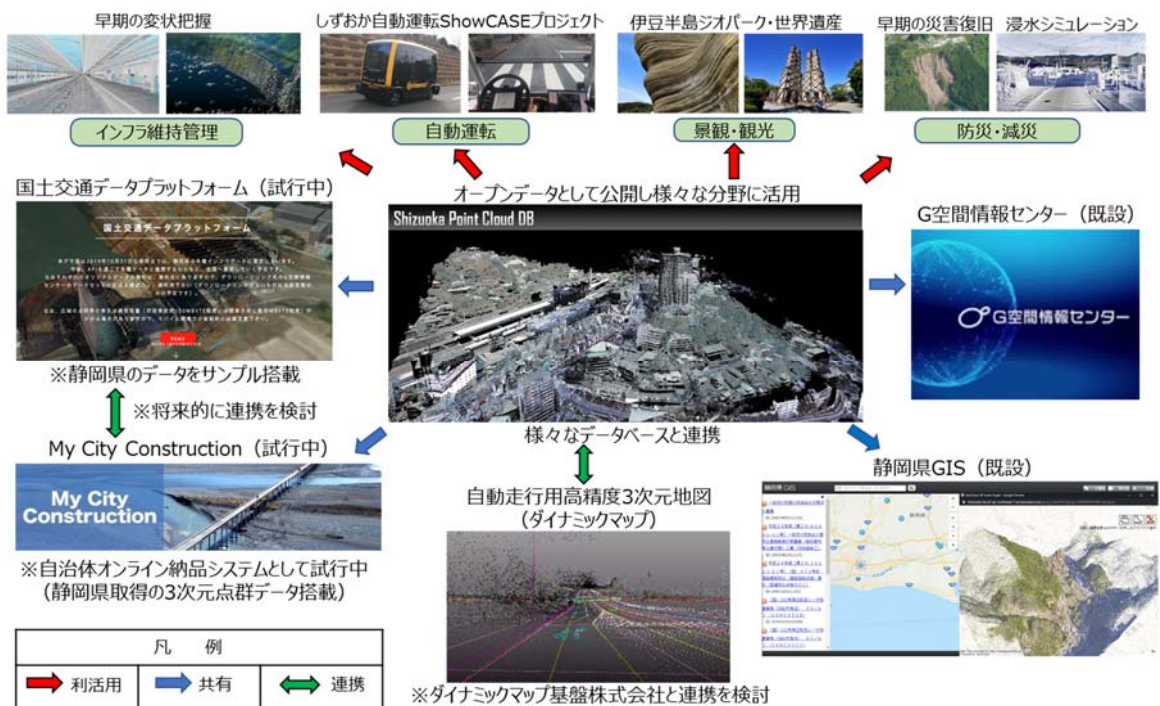 早期の変状把握
しずおか自動運転ShowCASEプロジェクト
伊豆半島ジオパーク・世界遺産
早期の災害復旧　浸水シミュレーション
インフラ維持管理
自動運転
景観・観光
防災・減災
国土交通データプラットフォーム（試行中）
オープンデータとして公開し様々な分野に活用
G空間情報センター（既設）
Shizuoka Point Cloud DB
国土交通データプラットフォーム
G空間情報センター
※静岡県のデータをサンプル搭載
※将来的に連携を検討
様々なデータベースと連携
My City Construction（試行中）
静岡県GIS（既設）
My City
Construction
自動走行用高精度3次元地図
（ダイナミックマップ）
※自治体オンライン納品システムとして試行中
（静岡県取得の3次元点群データ搭載）
凡　例
利活用
共有
連携
※ダイナミックマップ基盤株式会社と連携を検討